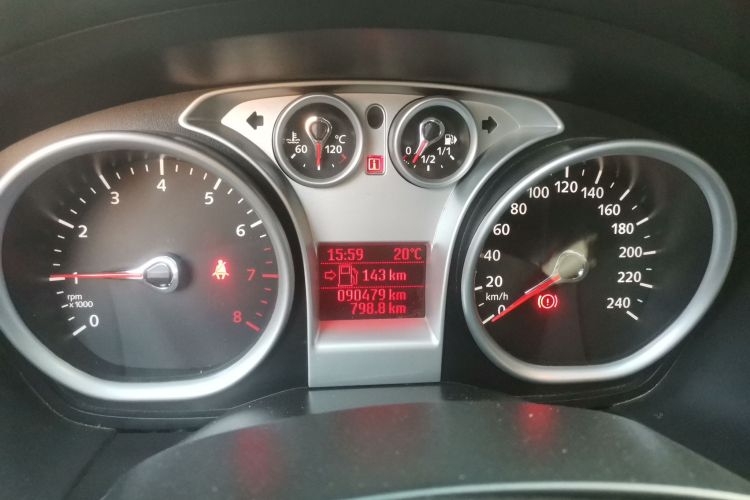 60 120 °C
0 1/2 1/1
i
0 1 2 3 4 5 6 7 8
rpm
x 1000
15:59 20°C
143 km
090479 km
798.8 km
0 20 40 60 80 100 120 140 160 180 200 220 240
km/h